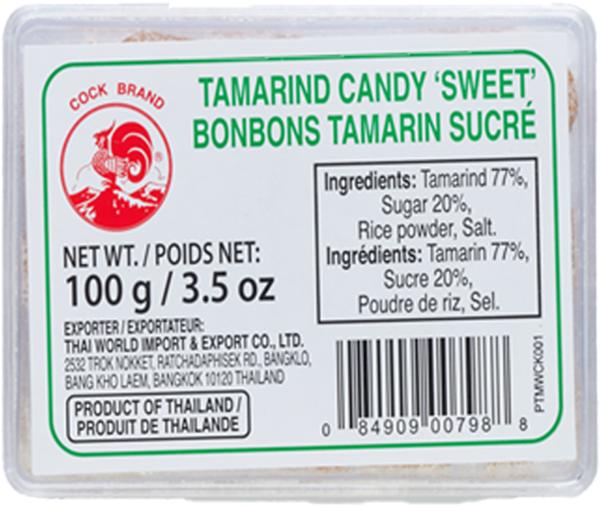 COCK BRAND
®
TAMARIND CANDY 'SWEET'
BONBONS TAMARIN SUCRÉ
Ingredients: Tamarind 77%,
Sugar 20%,
Rice powder, Salt.
Ingrédients: Tamarin 77%,
Sucre 20%,
Poudre de riz, Sel.
NET WT. / POIDS NET:
100 g / 3.5 oz
EXPORTER / EXPORTATEUR:
THAI WORLD IMPORT & EXPORT CO., LTD.
2532 TROK NOKKET, RATCHADAPHISEK RD., BANGKLO,
BANG KHO LAEM, BANGKOK 10120 THAILAND
PRODUCT OF THAILAND /
PRODUIT DE THAILANDE
0 84909 00798 8
PTMWCK001